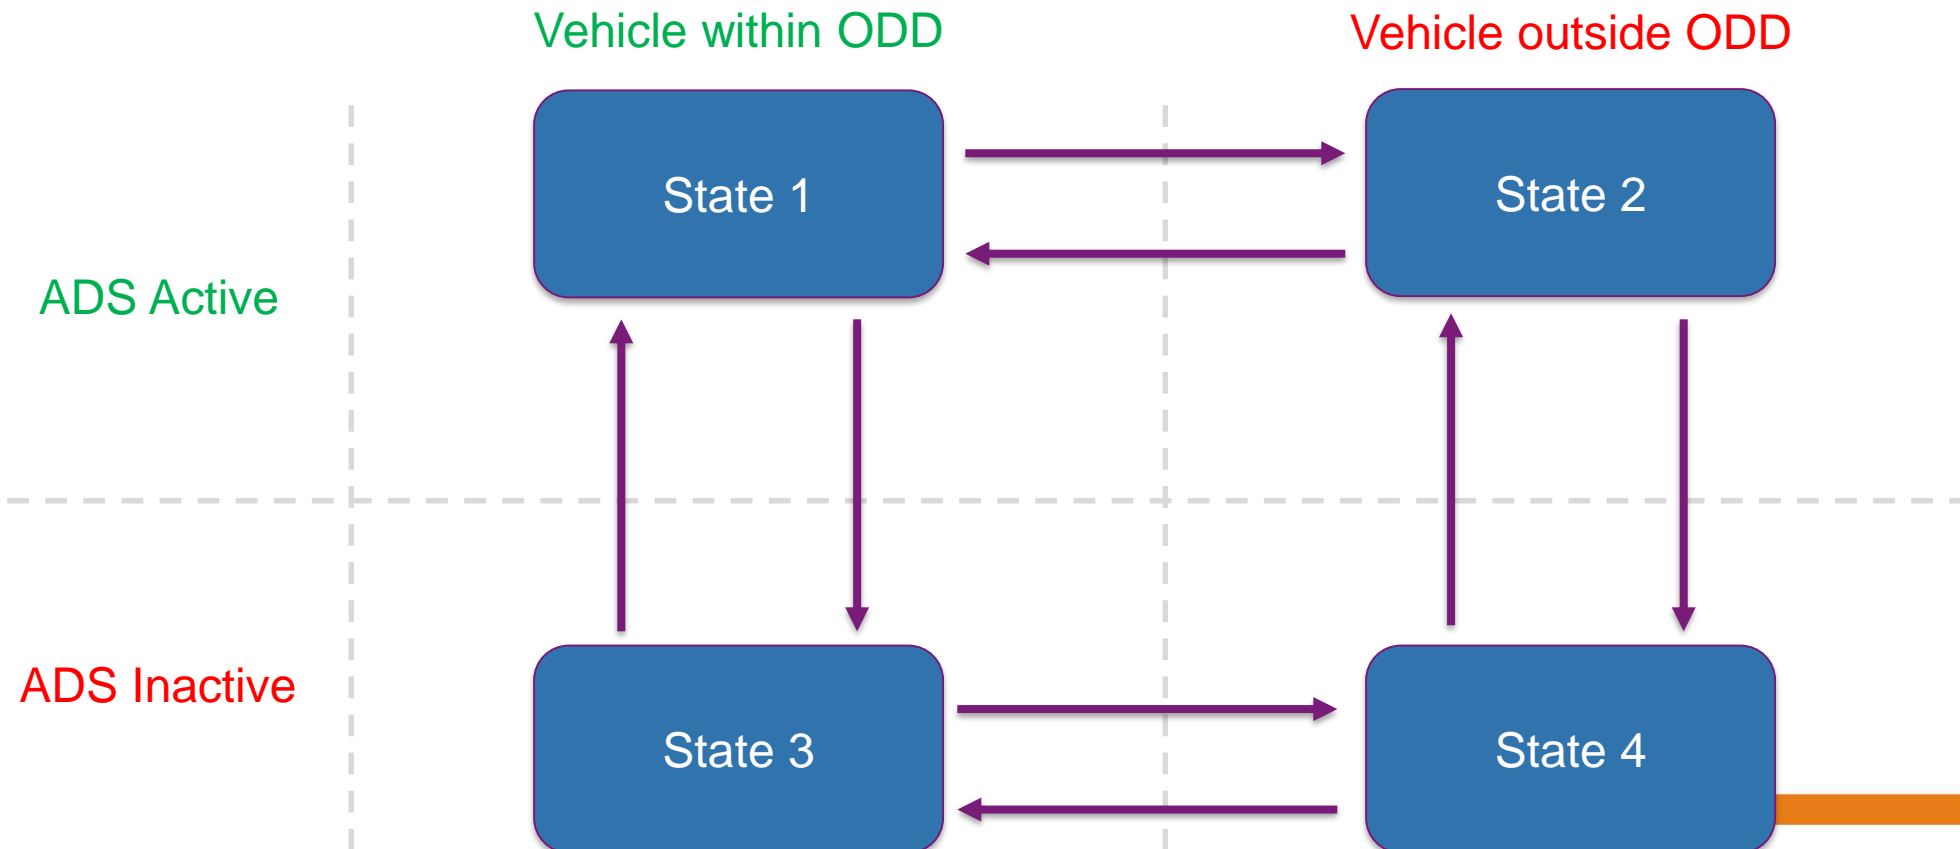 Vehicle within ODD
Vehicle outside ODD
State 1
State 2
ADS Active
ADS Inactive
State 3
State 4